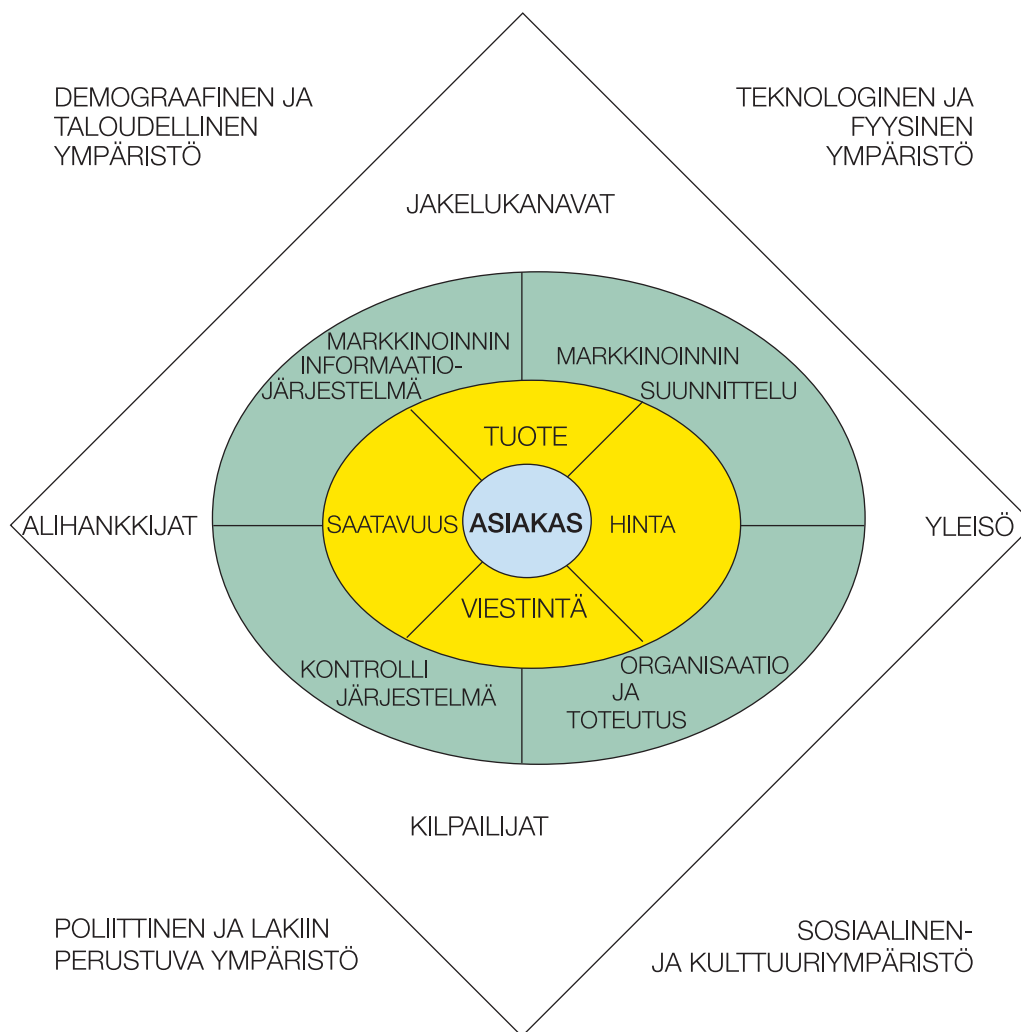 DEMOGRAAFINEN JA
TALOUDELLINEN
YMPÄRISTÖ
TEKNOLOGINEN JA
FYYSINEN
YMPÄRISTÖ
JAKELUKANAVAT
MARKKINOINNIN
INFORMAATIO-
JÄRJESTELMÄ
MARKKINOINNIN
SUUNNITTELU
TUOTE
ALIHANKKIJAT
SAATAVUUS
ASIAKAS
HINTA
YLEISÖ
VIESTINTÄ
KONTROLLI
JÄRJESTELMÄ
ORGANISAATIO
JA
TOTEUTUS
KILPAILIJAT
POLIITTINEN JA LAKIIN
PERUSTUVA YMPÄRISTÖ
SOSIAALINEN-
JA KULTTUURIYMPÄRISTÖ